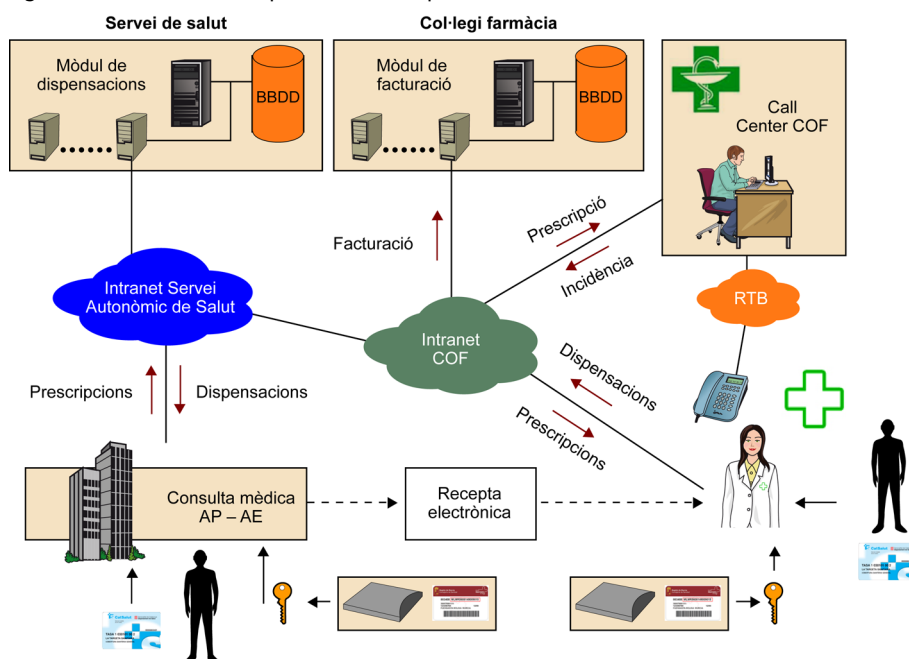 Servei de salut
Col·legi farmàcia
Mòdul de
dispensacions
BBDD
Mòdul de
facturació
BBDD
Call
Center COF
Facturació
Prescripció
Incidència
Intranet Servei
Autonòmic de Salut
RTB
Intranet
COF
Prescripcions
Dispensacions
Dispensacions
Prescripcions
Consulta mèdica
AP – AE
Recepta
electrònica
CatSalut
CatSalut